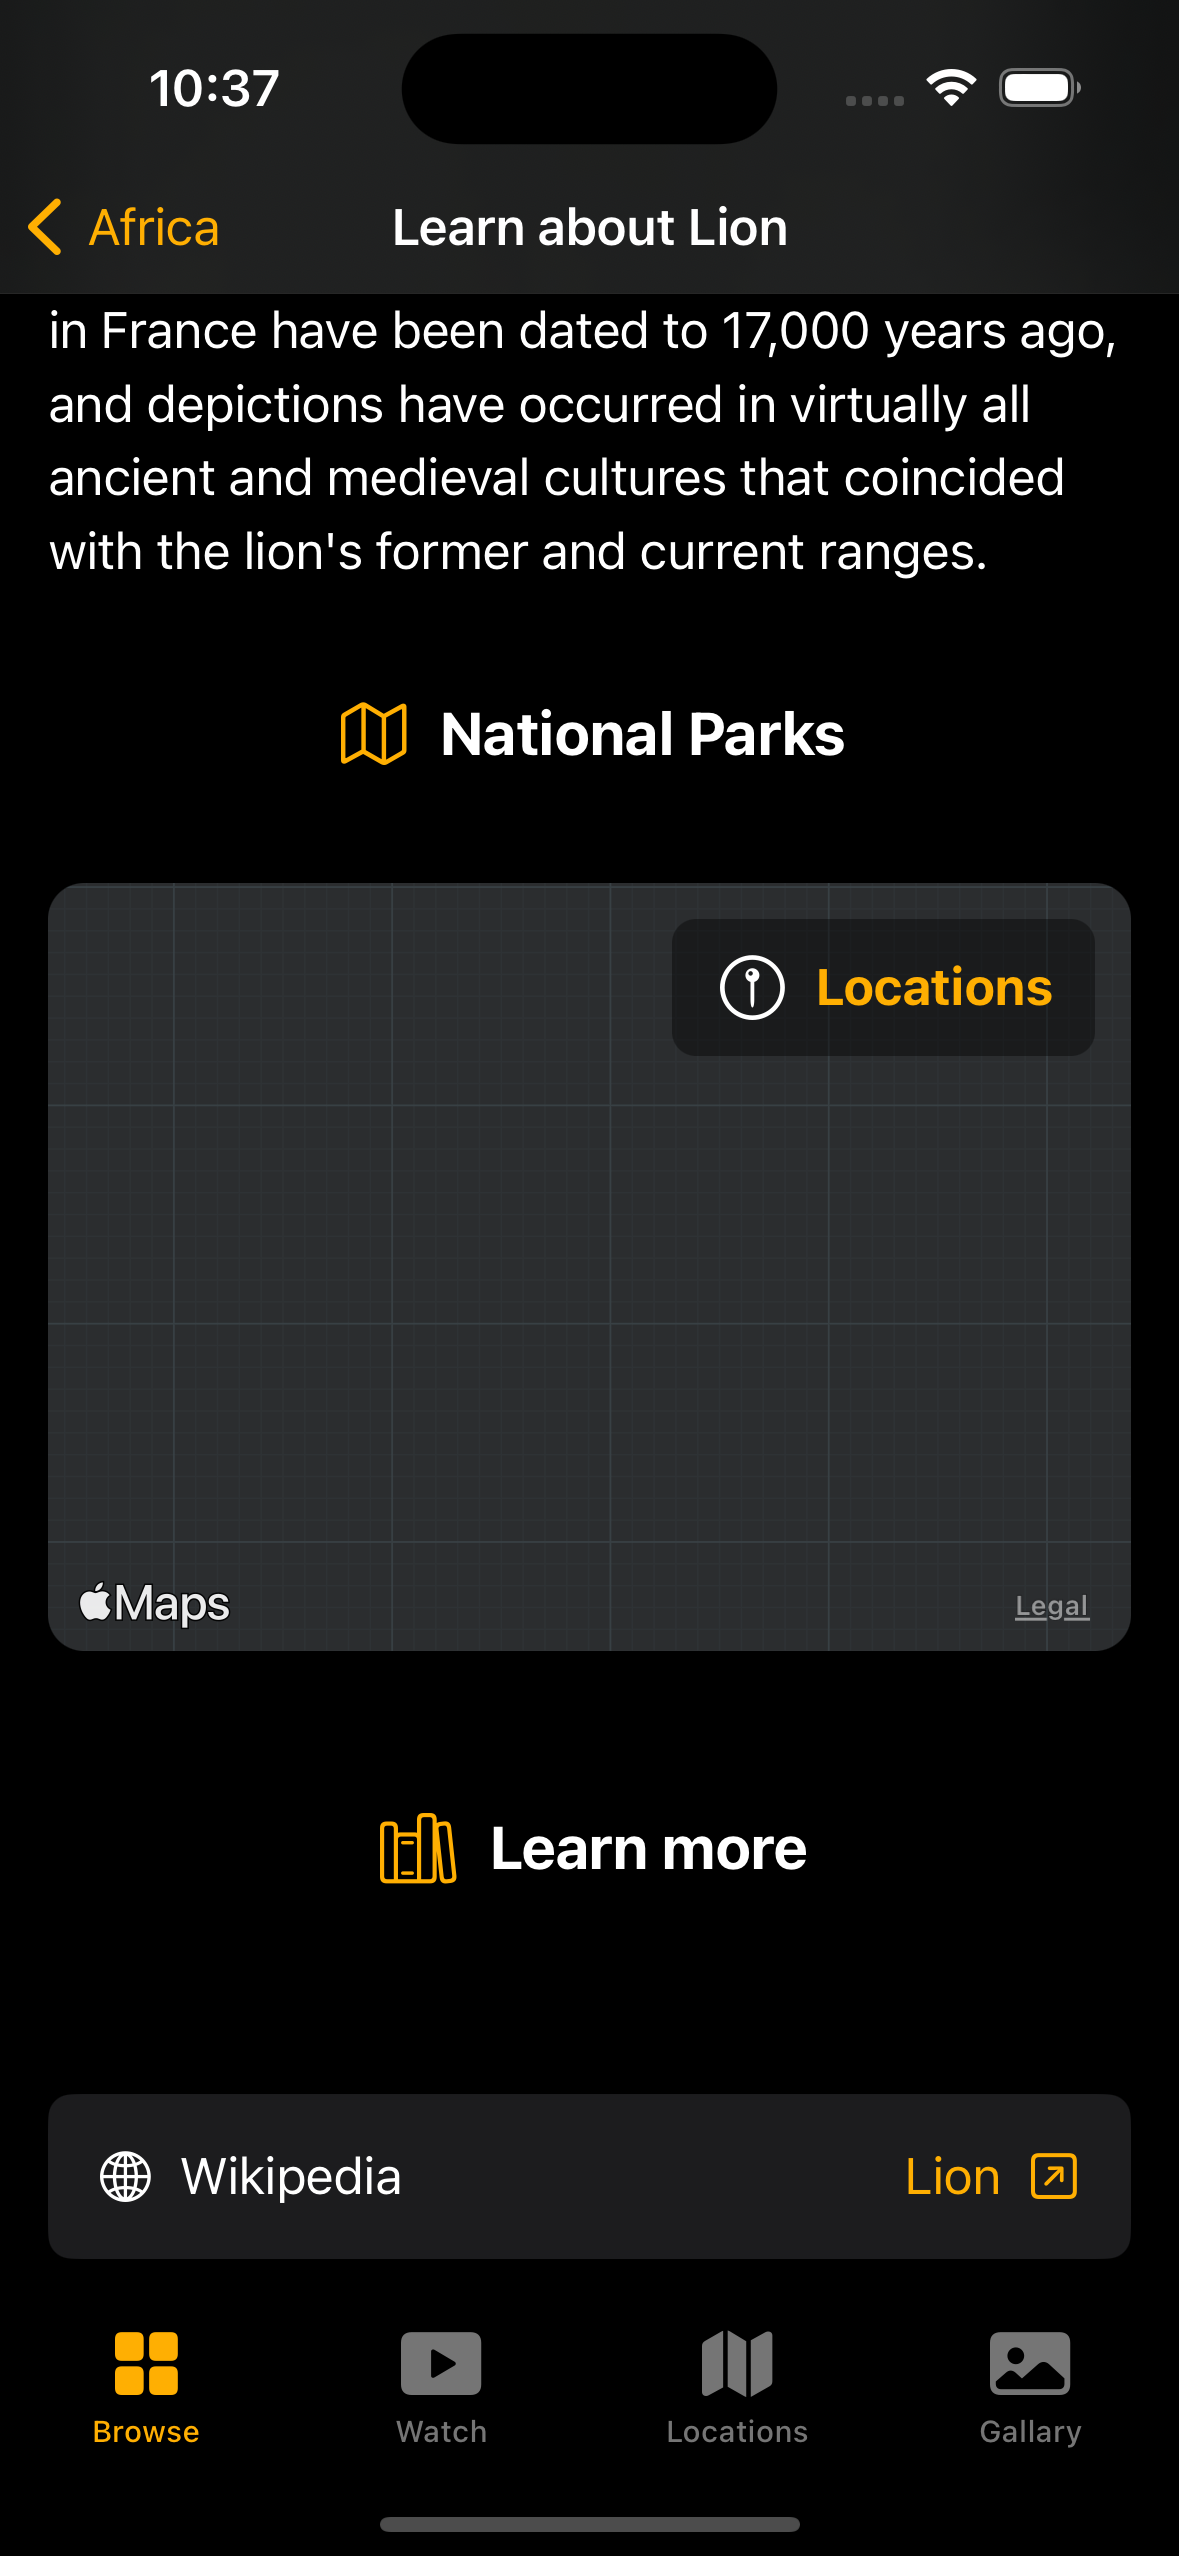 10:37
Africa
Learn about Lion
in France have been dated to 17,000 years ago,
and depictions have occurred in virtually all
ancient and medieval cultures that coincided
with the lion's former and current ranges.
National Parks
Locations
Maps
Legal
Learn more
Wikipedia
Lion
Browse
Watch
Locations
Gallary